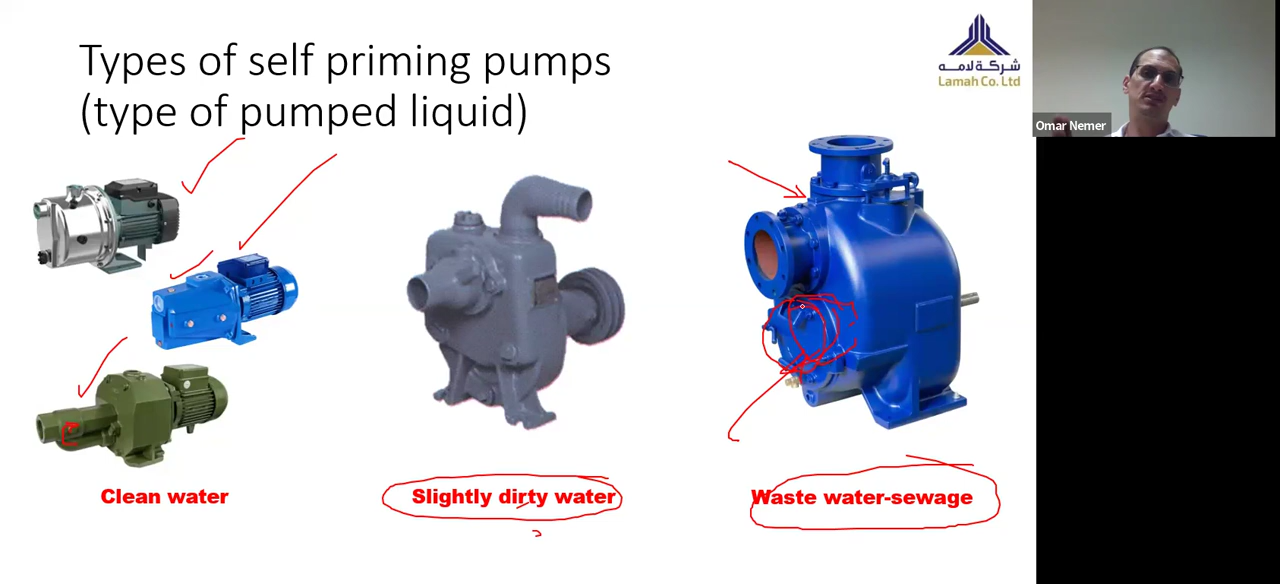 Types of self priming pumps
(type of pumped liquid)
شركة لامه
Lamah Co. Ltd
Omar Nemer
Clean water
Slightly dirty water
Waste water-sewage